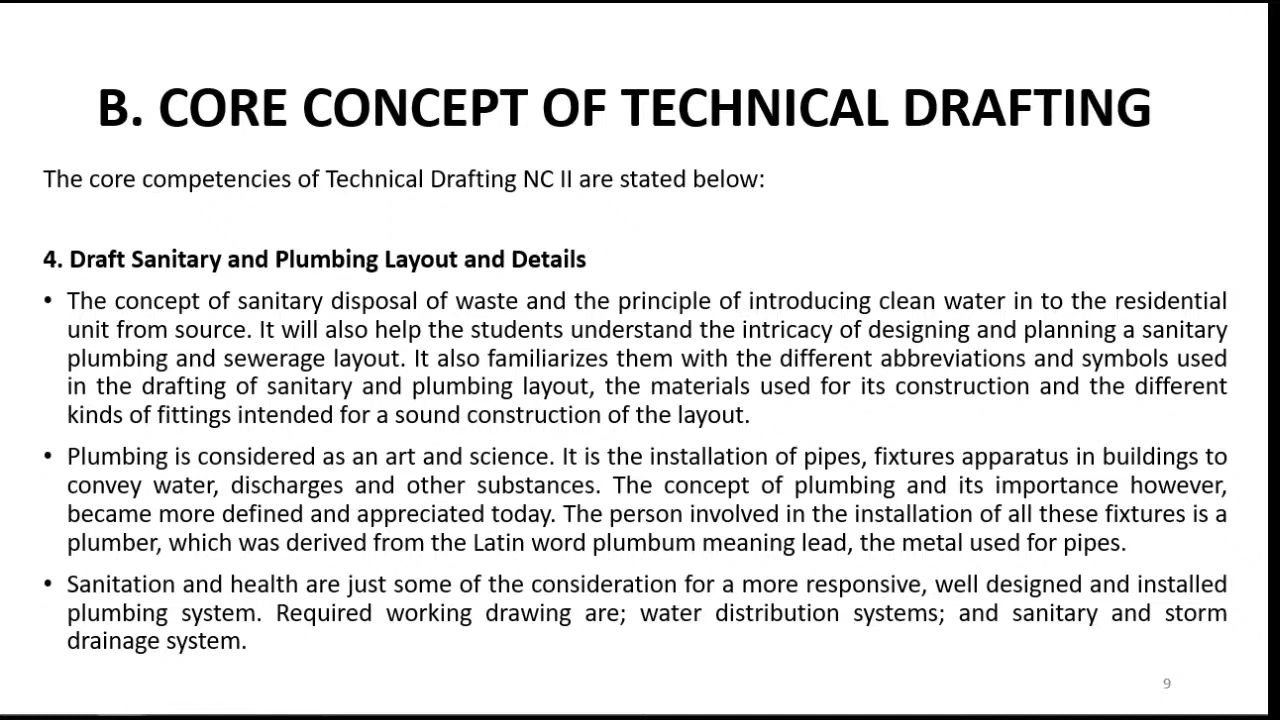 B. CORE CONCEPT OF TECHNICAL DRAFTING
The core competencies of Technical Drafting NC II are stated below:
4. Draft Sanitary and Plumbing Layout and Details
• The concept of sanitary disposal of waste and the principle of introducing clean water in to the residential
unit from source. It will also help the students understand the intricacy of designing and planning a sanitary
plumbing and sewerage layout. It also familiarizes them with the different abbreviations and symbols used
in the drafting of sanitary and plumbing layout, the materials used for its construction and the different
kinds of fittings intended for a sound construction of the layout.
• Plumbing is considered as an art and science. It is the installation of pipes, fixtures apparatus in buildings to
convey water, discharges and other substances. The concept of plumbing and its importance however,
became more defined and appreciated today. The person involved in the installation of all these fixtures is a
plumber, which was derived from the Latin word plumbum meaning lead, the metal used for pipes.
• Sanitation and health are just some of the consideration for a more responsive, well designed and installed
plumbing system. Required working drawing are; water distribution systems; and sanitary and storm
drainage system.
9